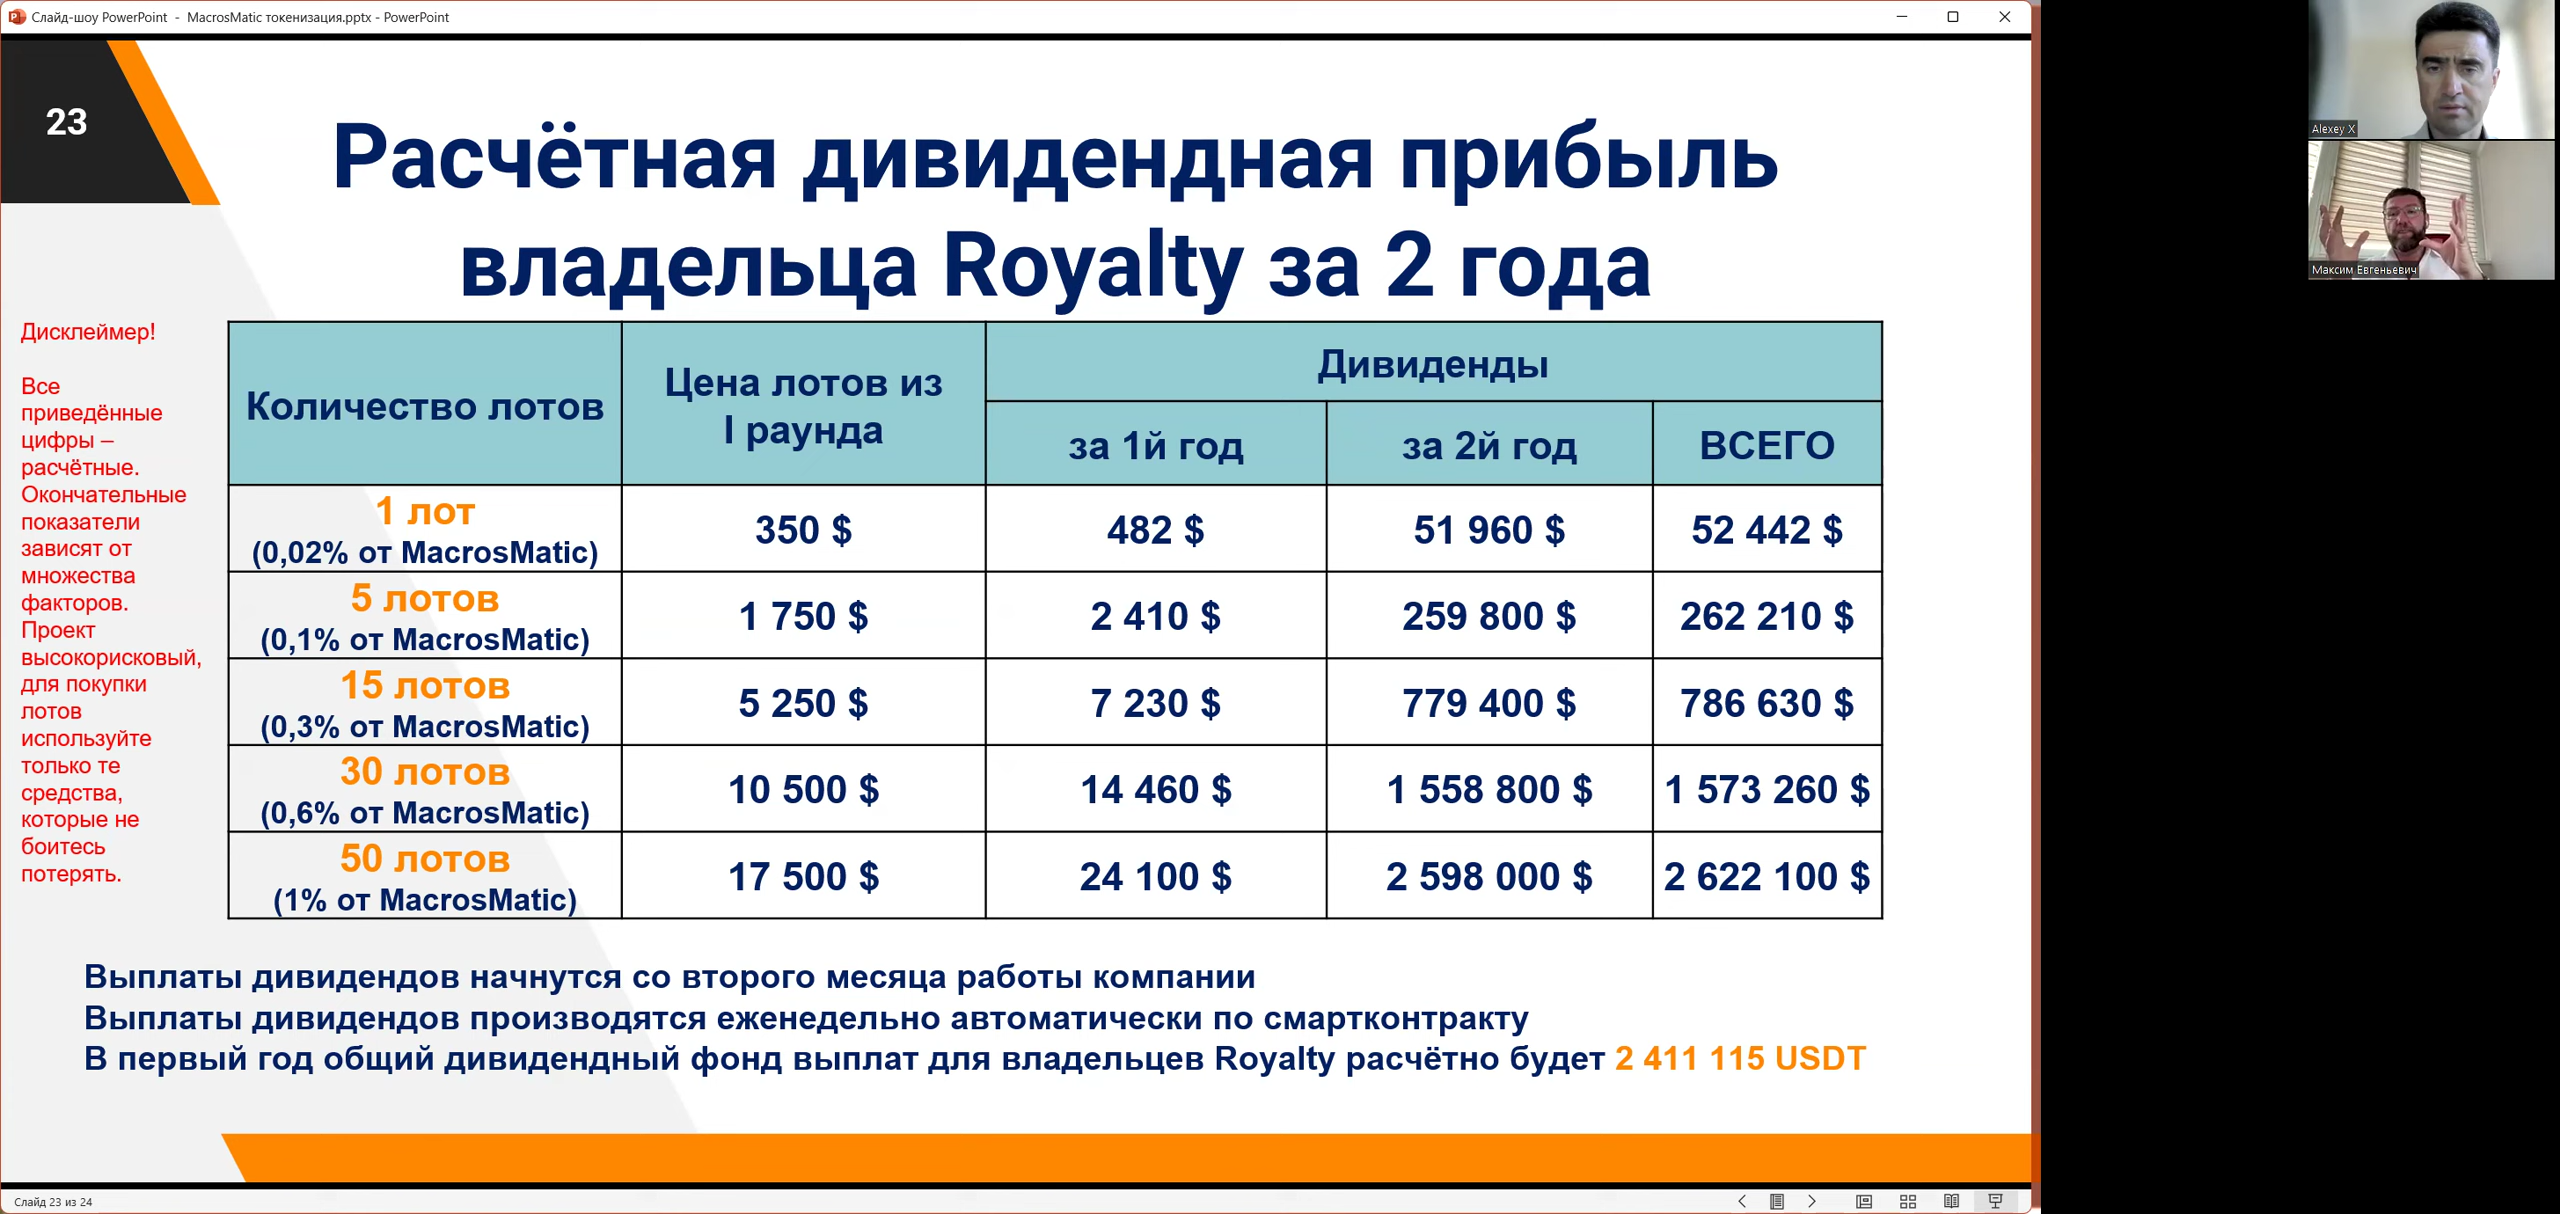 Слайд-шоу PowerPoint - MacrosMatic токенизация.pptx - PowerPoint
23
Расчётная дивидендная прибыль
владельца Royalty за 2 года
Дисклеймер!
Все
приведённые
цифры –
расчётные.
Окончательные
показатели
зависят от
множества
факторов.
Проект
высокорисковый,
для покупки
лотов
используйте
только те
средства,
которые не
боитесь
потерять.
Количество лотов
Цена лотов из
I раунда
Дивиденды
за 1й год
за 2й год
ВСЕГО
1 лот
(0,02% от MacrosMatic)
350 $
482 $
51 960 $
52 442 $
5 лотов
(0,1% от MacrosMatic)
1 750 $
2 410 $
259 800 $
262 210 $
15 лотов
(0,3% от MacrosMatic)
5 250 $
7 230 $
779 400 $
786 630 $
30 лотов
(0,6% от MacrosMatic)
10 500 $
14 460 $
1 558 800 $
1 573 260 $
50 лотов
(1% от MacrosMatic)
17 500 $
24 100 $
2 598 000 $
2 622 100 $
Выплаты дивидендов начнутся со второго месяца работы компании
Выплаты дивидендов производятся еженедельно автоматически по смартконтракту
В первый год общий дивидендный фонд выплат для владельцев Royalty расчётно будет 2 411 115 USDT
Слайд 23 из 24
Alexey X
Максим Евгеньевич